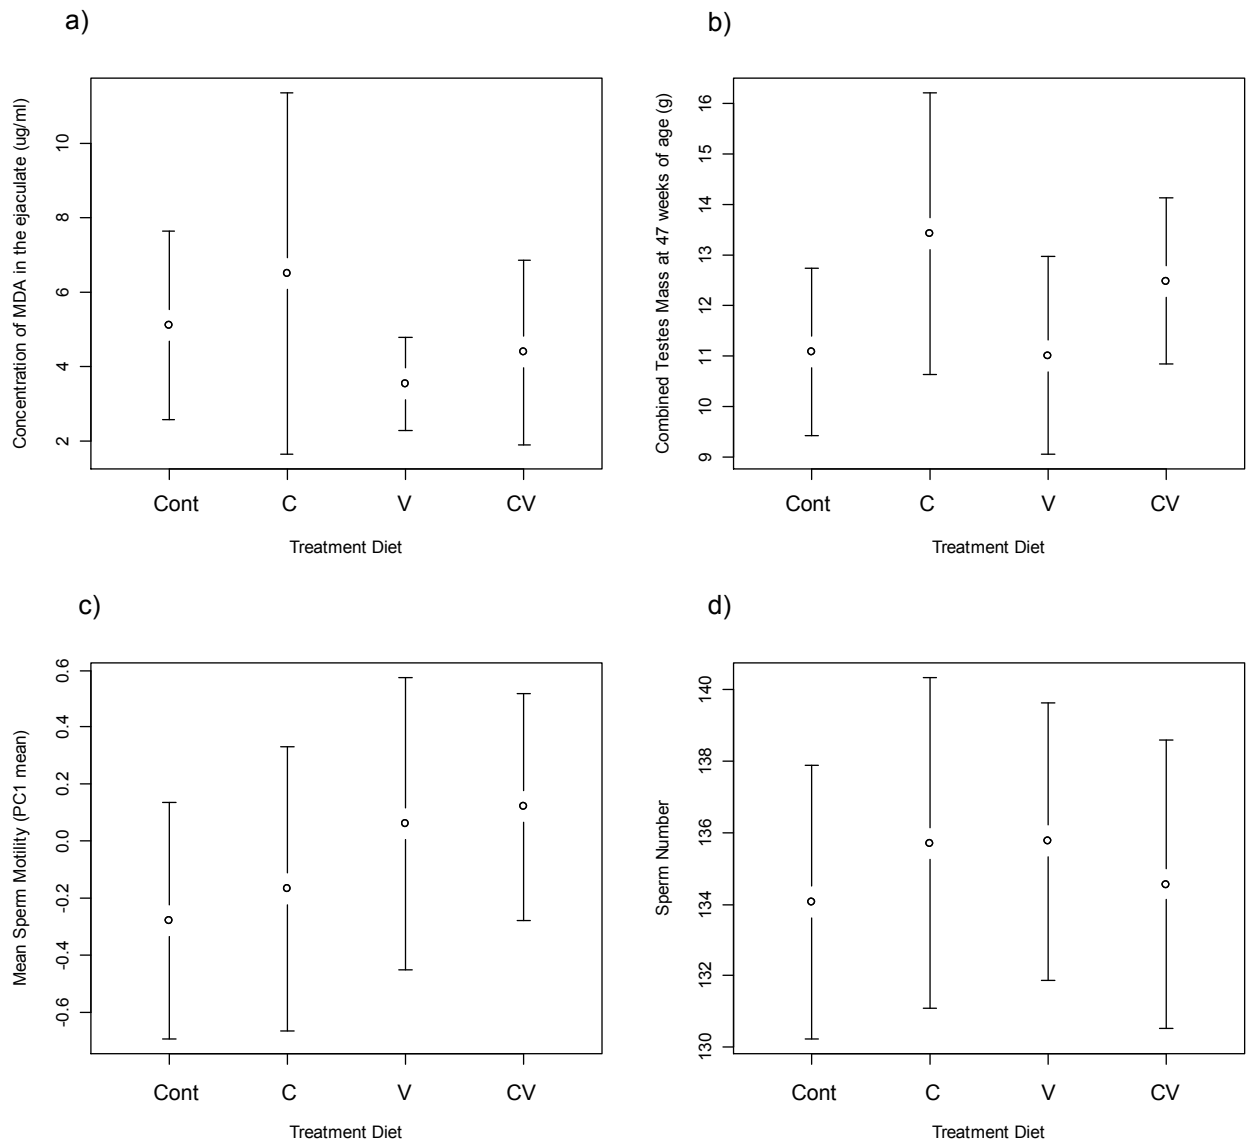 a)
Concentration of MDA in the ejaculate (ug/ml)
10
8
6
4
2
Cont C V CV
Treatment Diet
b)
Combined Testes Mass at 47 weeks of age (g)
16
15
14
13
12
11
10
9
Cont C V CV
Treatment Diet
c)
Mean Sperm Motility (PC1 mean)
0.6
0.4
0.2
0.0
-0.2
-0.4
-0.6
Cont C V CV
Treatment Diet
d)
Sperm Number
140
138
136
134
132
130
Cont C V CV
Treatment Diet